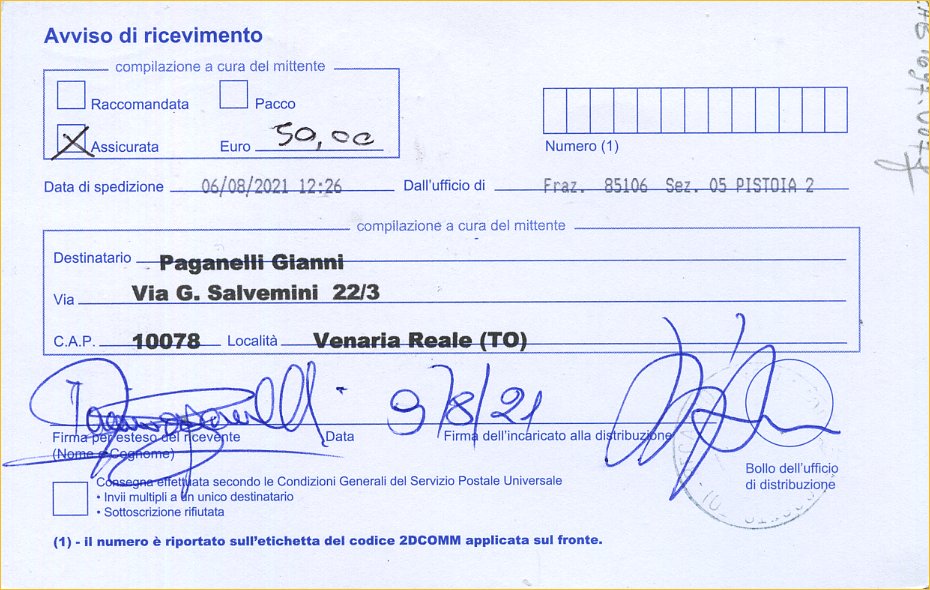 Avviso di ricevimento
compilazione a cura del mittente
Raccomandata Pacco
X Assicurata Euro 50,00
Numero (1)
Data di spedizione 06/08/2021 12:26 Dall'ufficio di Fraz. 85106 Sez. 05 PISTOIA 2
compilazione a cura del mittente
Destinatario Paganelli Gianni
Via Via G. Salvemini 22/3
C.A.P. 10078 Località Venaria Reale (TO)
9/8/21
Firma per esteso del ricevente Data Firma dell'incaricato alla distribuzione
(Nome e Cognome)
Bollo dell'ufficio
di distribuzione
Consegna effettuata secondo le Condizioni Generali del Servizio Postale Universale
• Invii multipli a un unico destinatario
• Sottoscrizione rifiutata
(1) - il numero è riportato sull'etichetta del codice 2DCOMM applicata sul fronte.